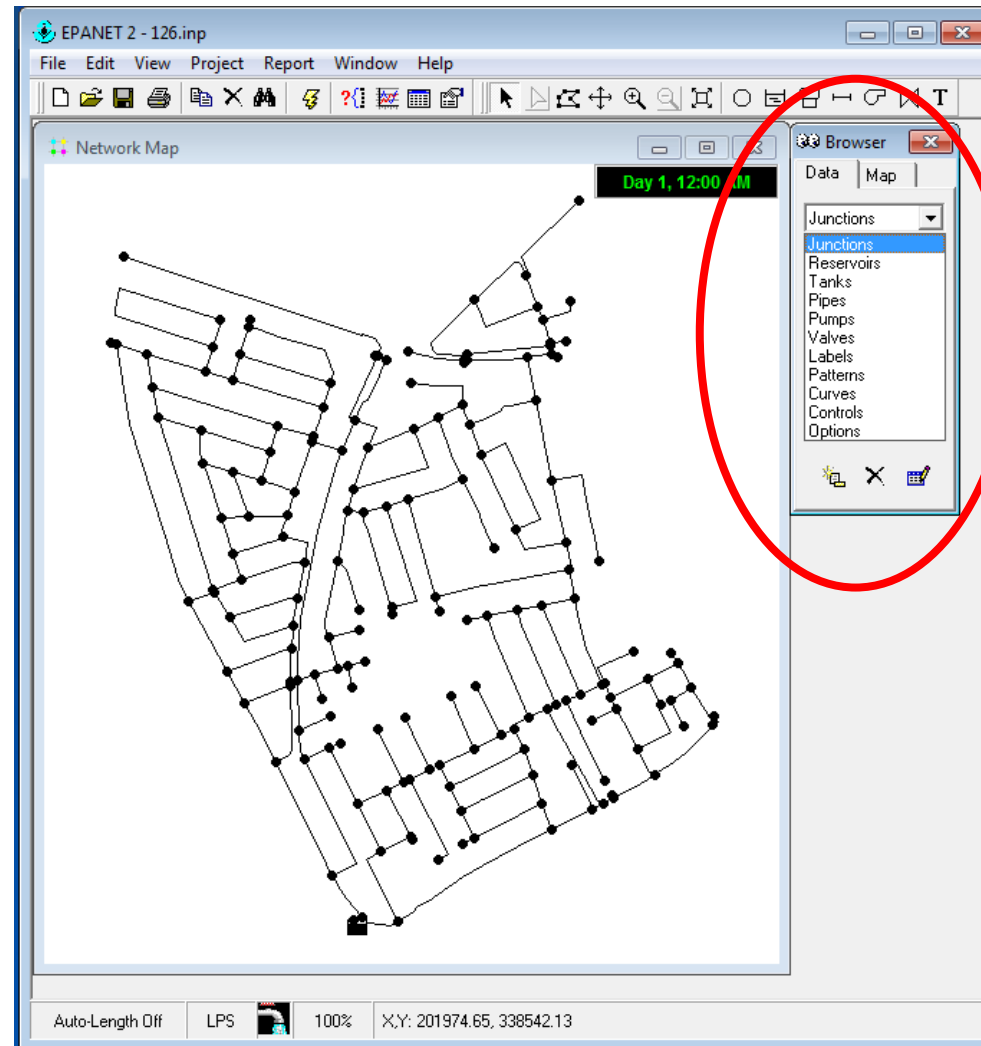 EPANET 2 - 126.inp
File Edit View Project Report Window Help
T
Network Map
Day 1, 12:00 AM
Browser
Data Map
Junctions
Junctions
Reservoirs
Tanks
Pipes
Pumps
Valves
Labels
Patterns
Curves
Controls
Options
Auto-Length Off LPS 100% X,Y: 201974.65, 338542.13